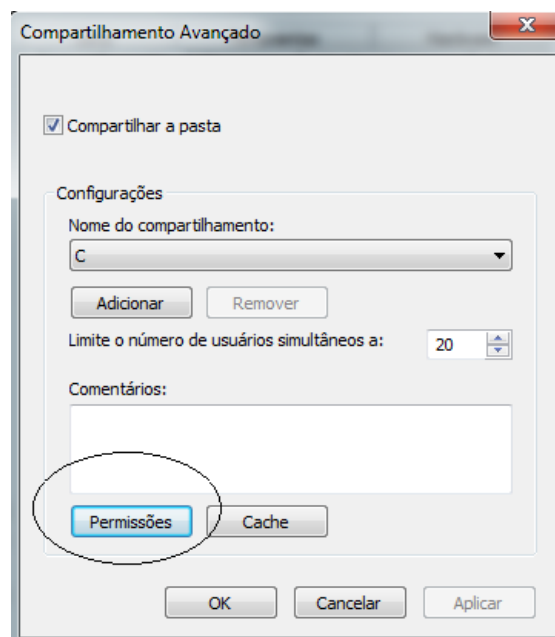 Compartilhamento Avançado
Compartilhar a pasta
Configurações
Nome do compartilhamento:
C
Adicionar Remover
Limite o número de usuários simultâneos a: 20
Comentários:
Permissões Cache
OK Cancelar Aplicar